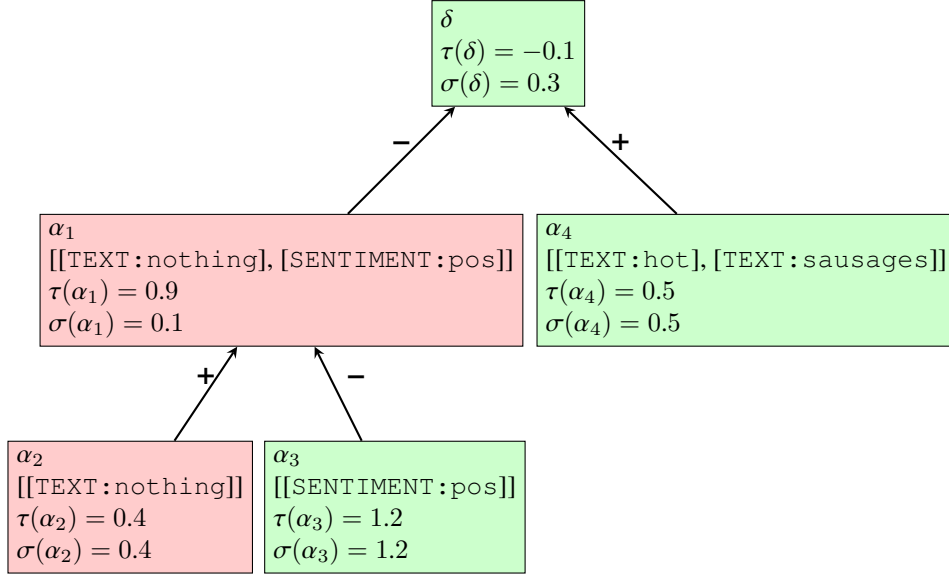 δ
τ(δ) = −0.1
σ(δ) = 0.3
− +
α₁
[[TEXT:nothing], [SENTIMENT:pos]]
τ(α₁) = 0.9
σ(α₁) = 0.1
α₄
[[TEXT:hot], [TEXT:sausages]]
τ(α₄) = 0.5
σ(α₄) = 0.5
+ −
α₂
[[TEXT:nothing]]
τ(α₂) = 0.4
σ(α₂) = 0.4
α₃
[[SENTIMENT:pos]]
τ(α₃) = 1.2
σ(α₃) = 1.2